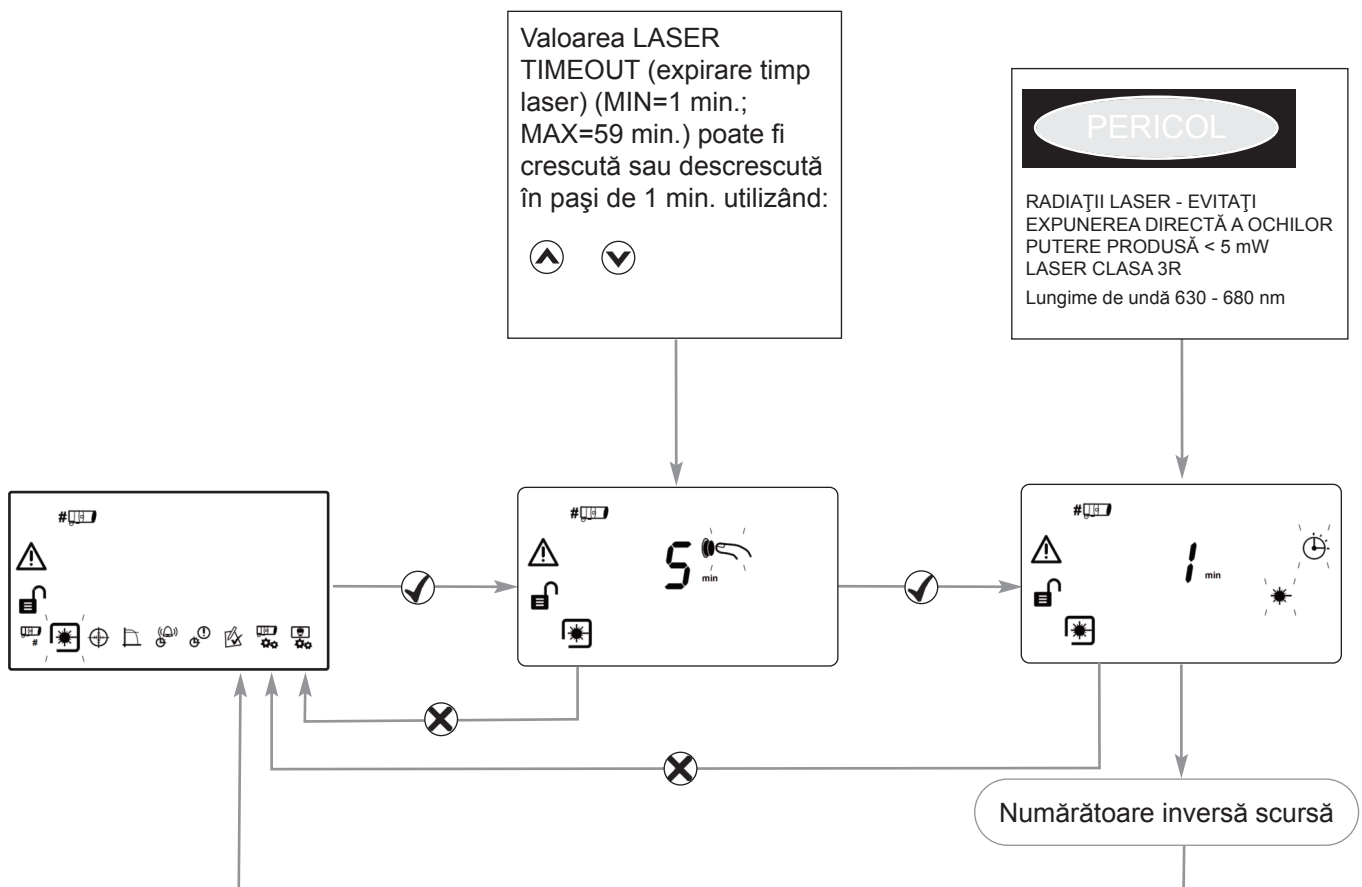 Valoarea LASER
TIMEOUT (expirare timp
laser) (MIN=1 min.;
MAX=59 min.) poate fi
crescută sau descrescută
în paşi de 1 min. utilizând:
PERICOL
RADIAŢII LASER - EVITAŢI
EXPUNEREA DIRECTĂ A OCHILOR
PUTERE PRODUSĂ < 5 mW
LASER CLASA 3R
Lungime de undă 630 - 680 nm
#
#
#
5 min
1 min
#
Numărătoare inversă scursă